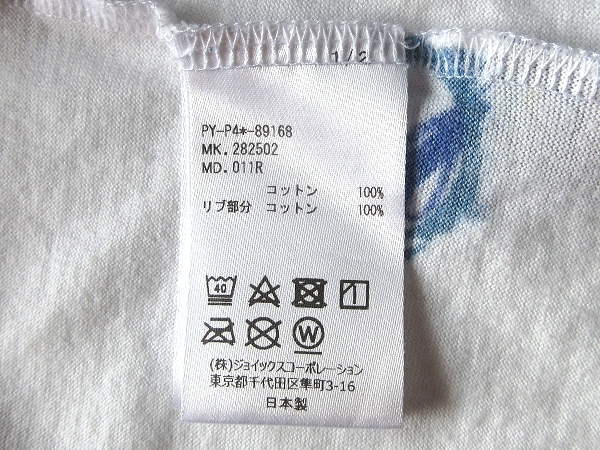 1/2
PY-P4*-89168
MK.282502
MD.011R
コットン 100%
リブ部分 コットン 100%
40
W
(株)ジョイックスコーポレーション
東京都千代田区隼町3-16
日本製